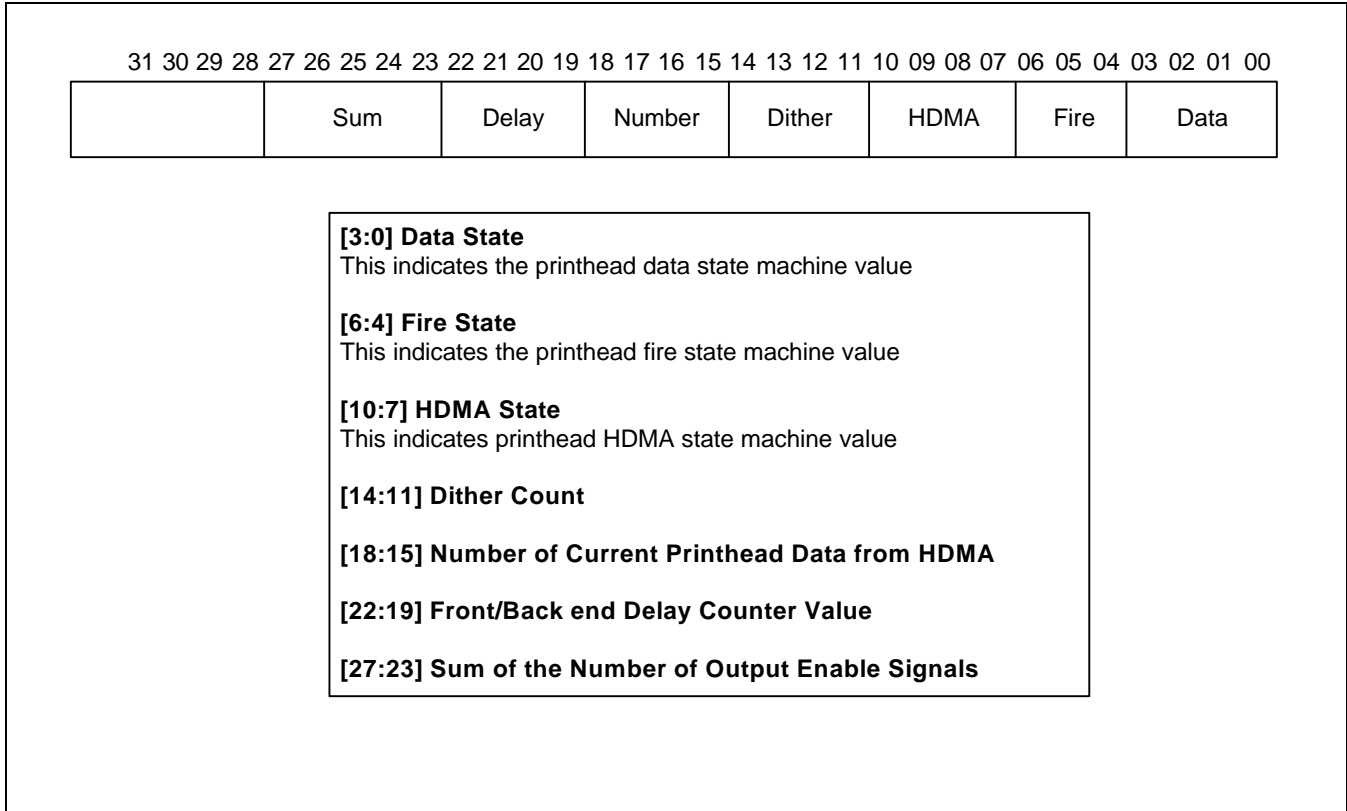 31 30 29 28 27 26 25 24 23 22 21 20 19 18 17 16 15 14 13 12 11 10 09 08 07 06 05 04 03 02 01 00
Sum Delay Number Dither HDMA Fire Data
[3:0] Data State
This indicates the printhead data state machine value
[6:4] Fire State
This indicates the printhead fire state machine value
[10:7] HDMA State
This indicates printhead HDMA state machine value
[14:11] Dither Count
[18:15] Number of Current Printhead Data from HDMA
[22:19] Front/Back end Delay Counter Value
[27:23] Sum of the Number of Output Enable Signals